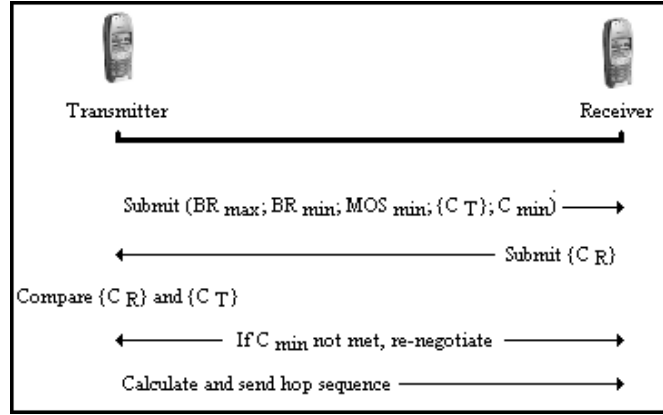 Transmitter
Receiver
Submit (BR max; BR min; MOS min; {C T}; C min)
Submit {C R}
Compare {C R} and {C T}
If C min not met, re-negotiate
Calculate and send hop sequence